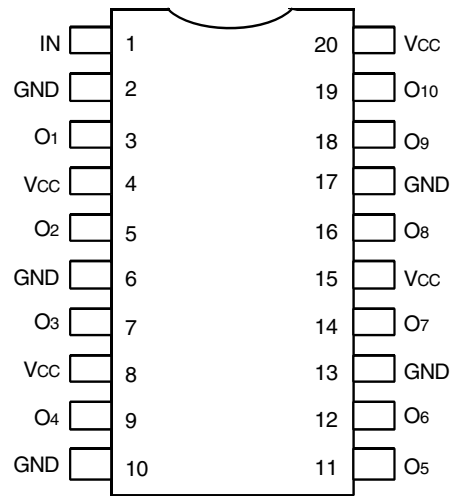 IN 1 20 VCC
GND 2 19 O10
O1 3 18 O9
VCC 4 17 GND
O2 5 16 O8
GND 6 15 VCC
O3 7 14 O7
VCC 8 13 GND
O4 9 12 O6
GND 10 11 O5